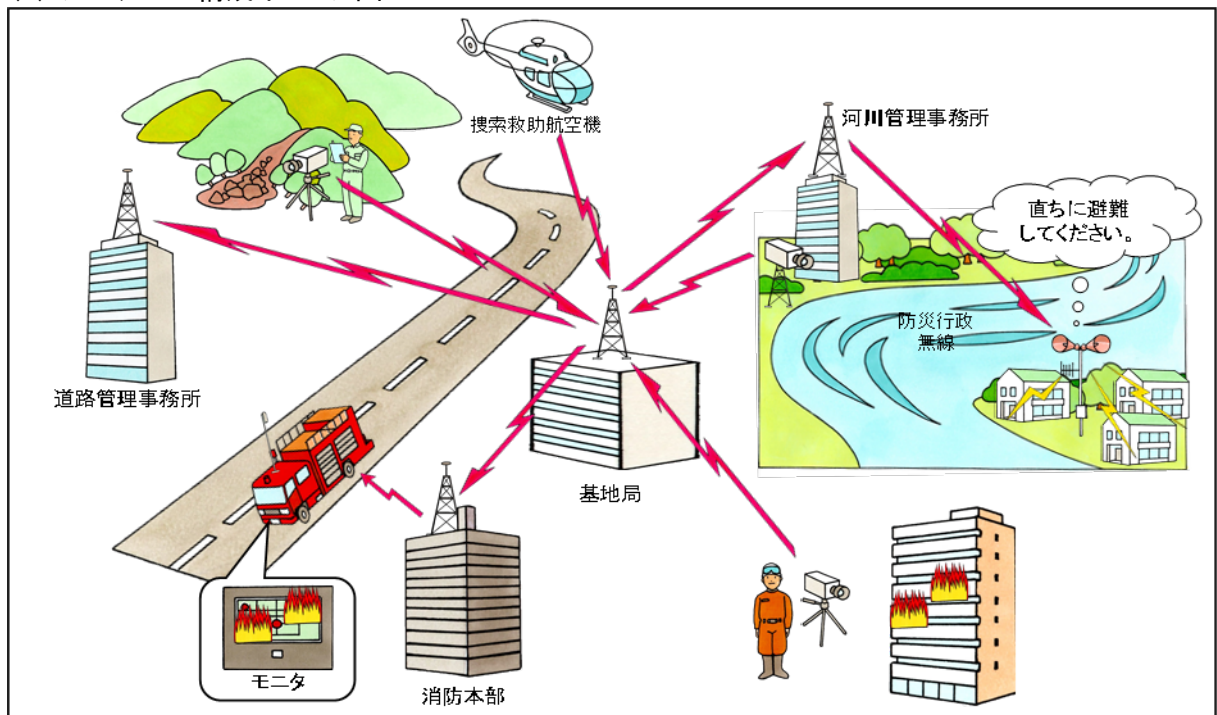 捜索救助航空機
河川管理事務所
直ちに避難
してください。
防災行政
無線
道路管理事務所
基地局
モニタ
消防本部